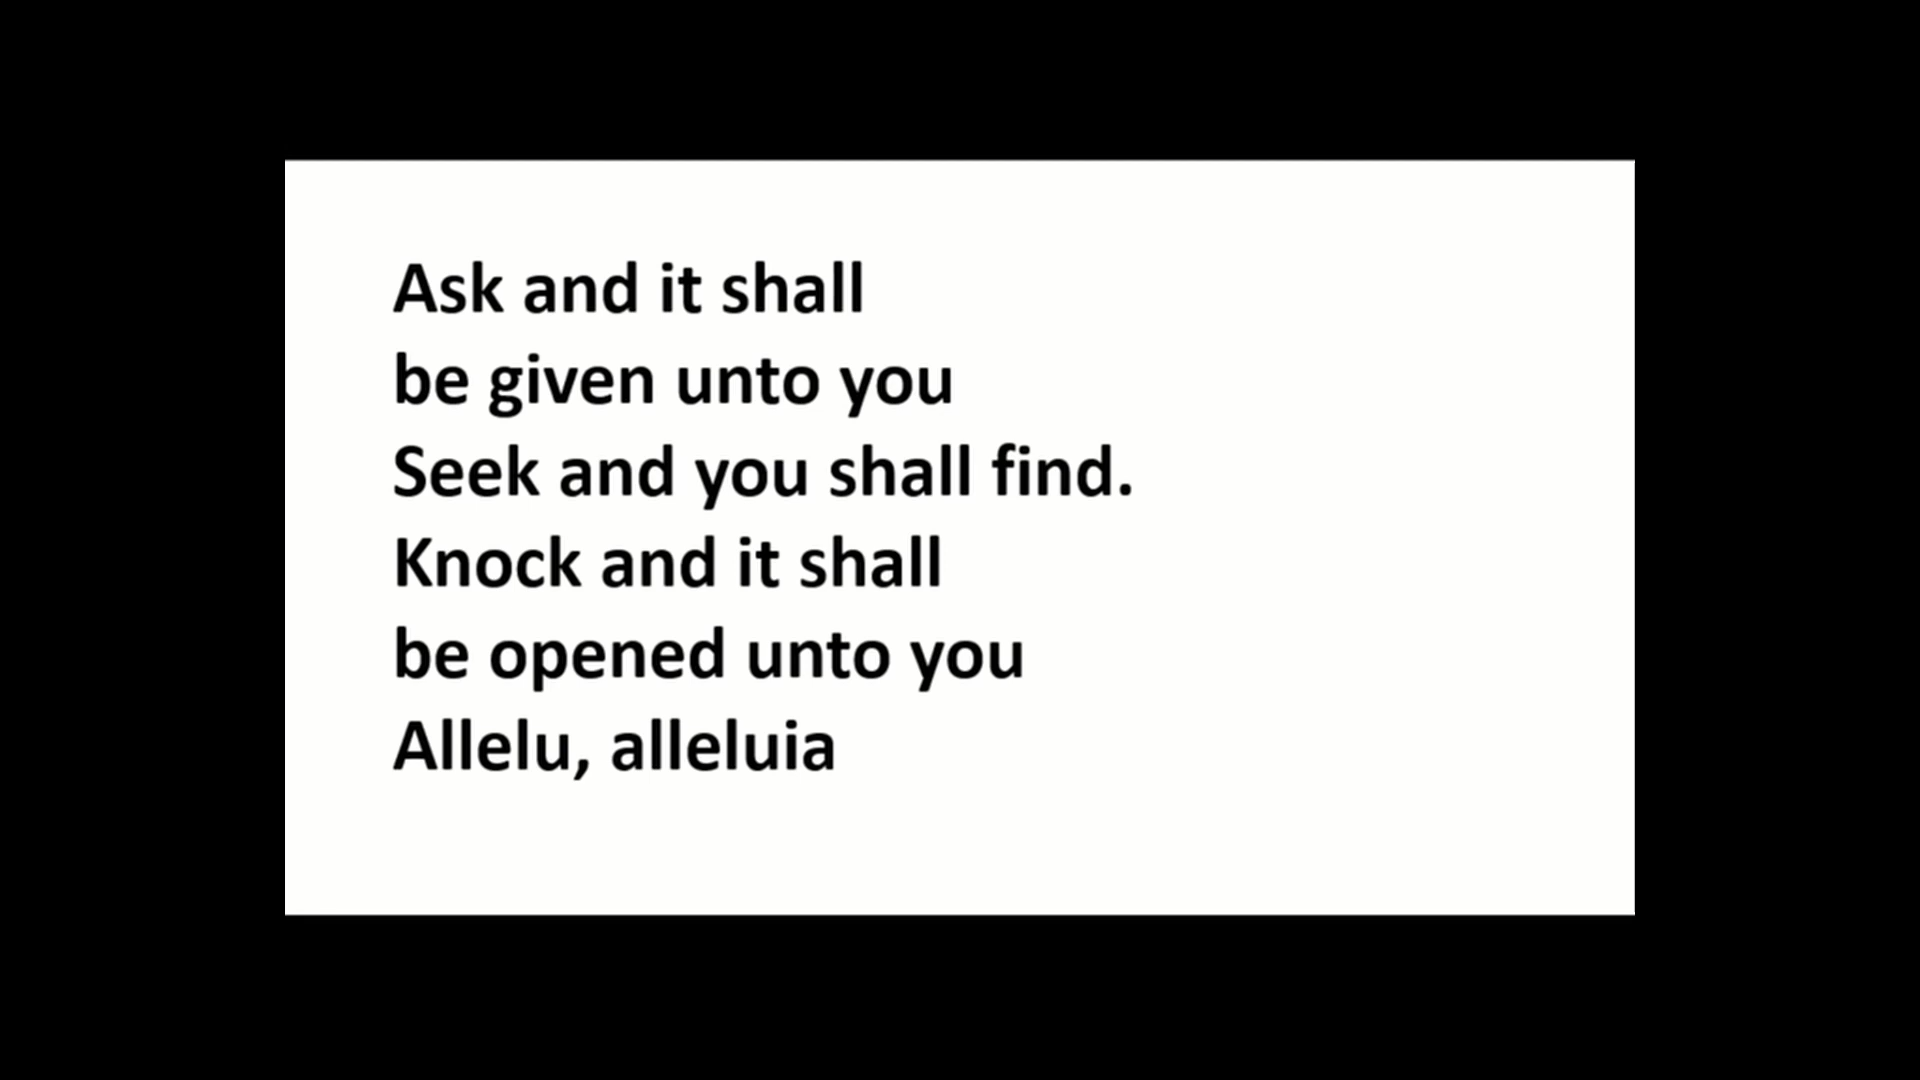 Ask and it shall
be given unto you
Seek and you shall find.
Knock and it shall
be opened unto you
Allelu, alleluia